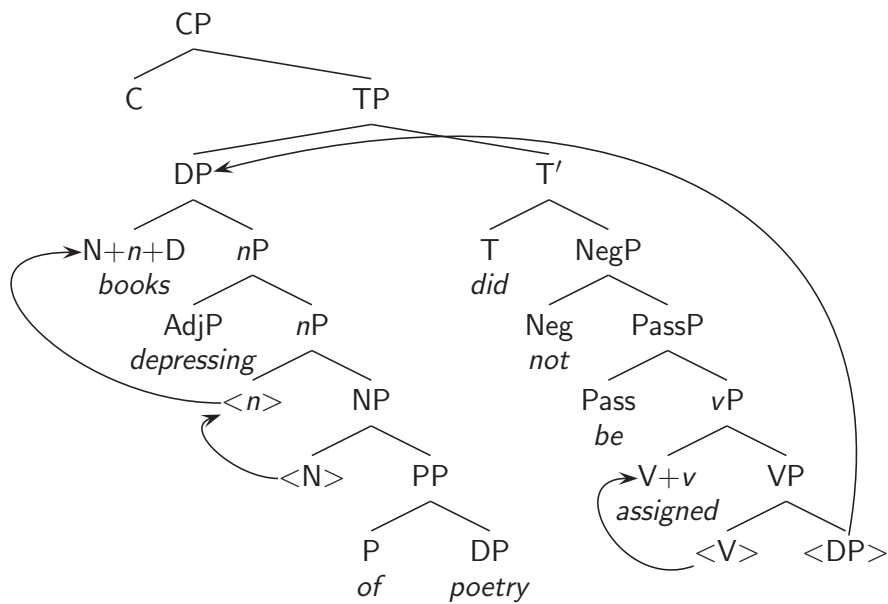 CP
C TP
DP T′
N+n+D nP T NegP
books did
AdjP nP Neg PassP
depressing not
<n> NP Pass vP
be
<N> PP V+v VP
assigned
P DP <V> <DP>
of poetry